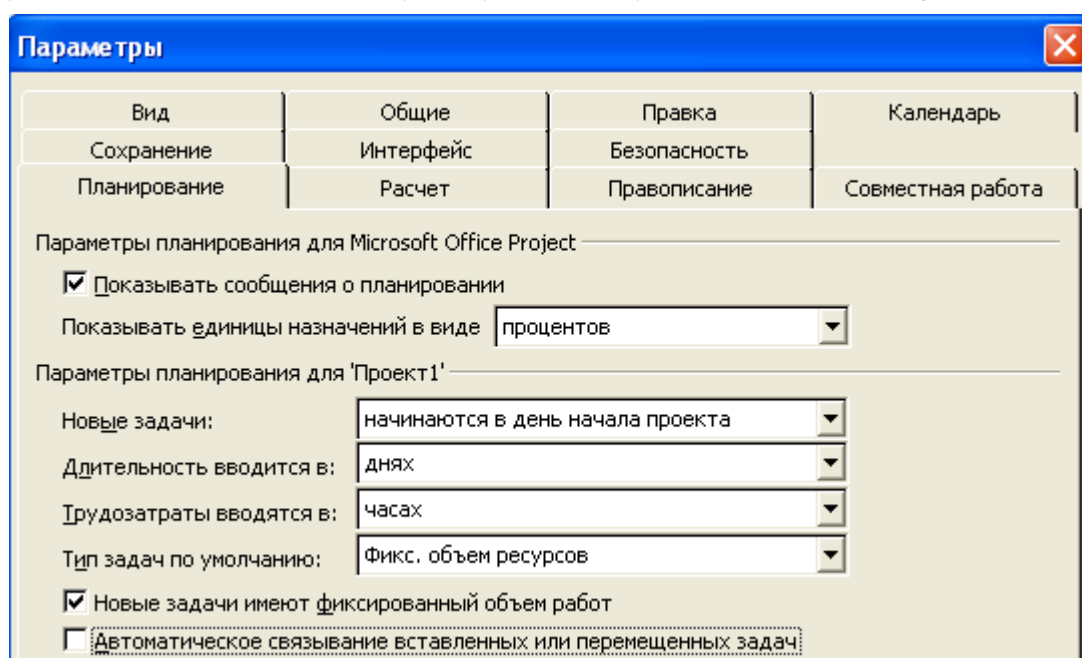 Параметры
Вид Общие Правка Календарь
Сохранение Интерфейс Безопасность
Планирование Расчет Правописание Совместная работа
Параметры планирования для Microsoft Office Project
Показывать сообщения о планировании
Показывать единицы назначений в виде процентов
Параметры планирования для 'Проект1'
Новые задачи: начинаются в день начала проекта
Длительность вводится в: днях
Трудозатраты вводятся в: часах
Тип задач по умолчанию: Фикс. объем ресурсов
Новые задачи имеют фиксированный объем работ
Автоматическое связывание вставленных или перемещенных задач